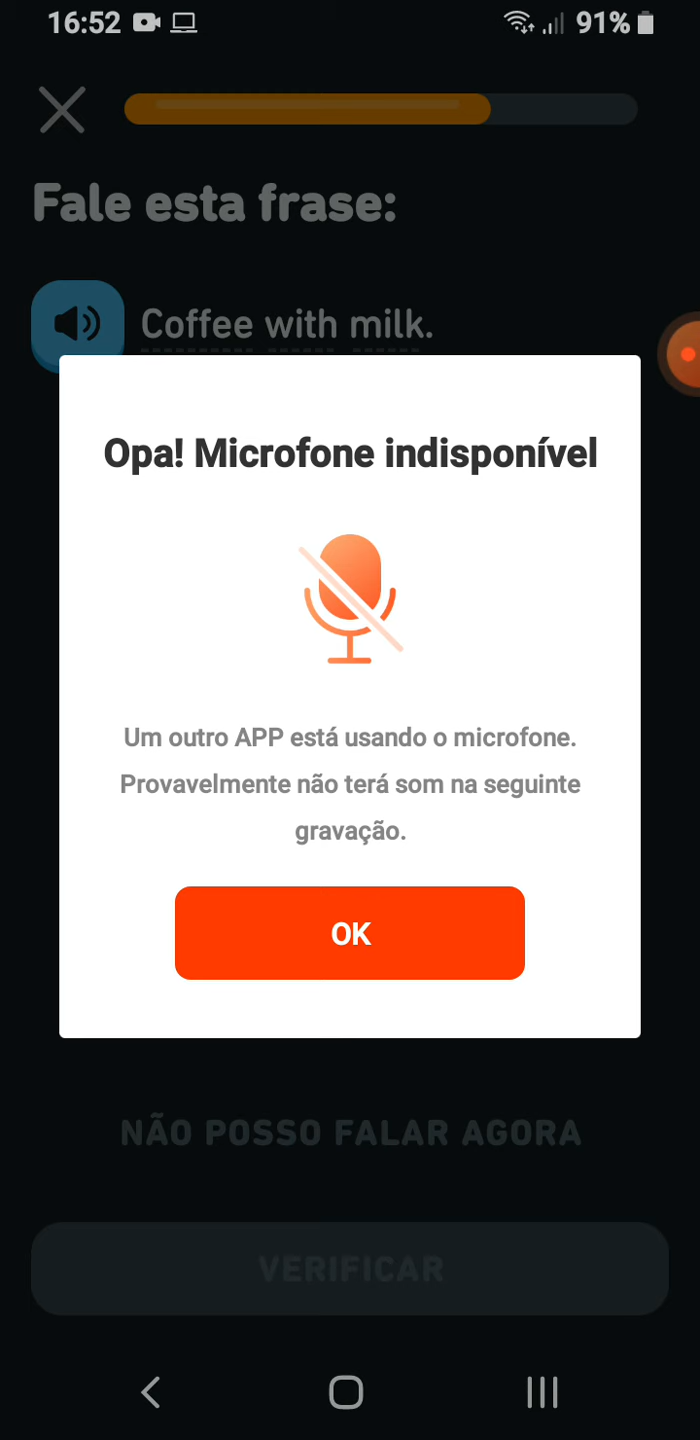 16:52 91%
Fale esta frase:
Coffee with milk.
Opa! Microfone indisponível
Um outro APP está usando o microfone.
Provavelmente não terá som na seguinte
gravação.
OK
NÃO POSSO FALAR AGORA
VERIFICAR